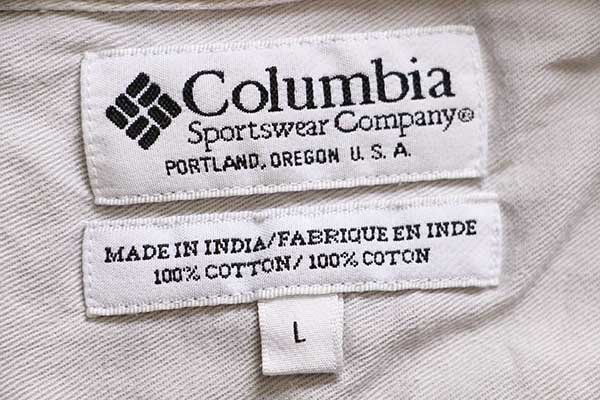 Columbia
Sportswear Company®
PORTLAND, OREGON U.S.A.
MADE IN INDIA/FABRIQUE EN INDE
100% COTTON/100% COTON
L